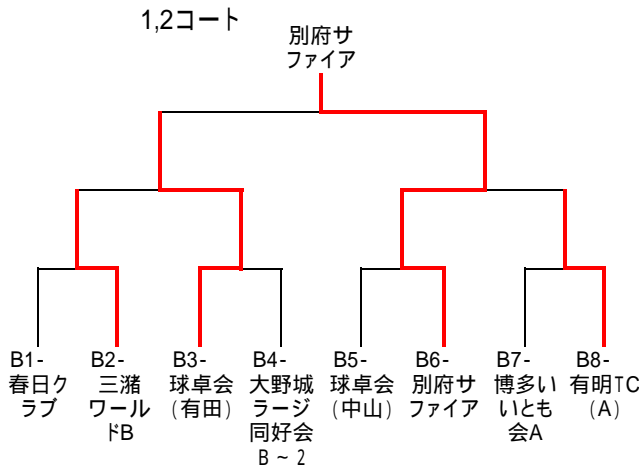 1,2コート
別府サ
ファイア
B1-
春日ク
ラブ
B2-
三潴
ワール
ドB
B3-
球卓会
(有田)
B4-
大野城
ラージ
同好会
B～2
B5-
球卓会
(中山)
B6-
別府サ
ファイア
B7-
博多い
いとも
会A
B8-
有明TC
(A)